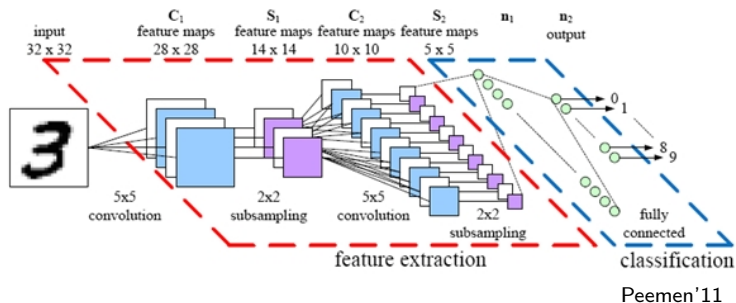 C₁ S₁ C₂ S₂ n₁ n₂
input feature maps feature maps feature maps feature maps output
32 x 32 28 x 28 14 x 14 10 x 10 5 x 5
3
0
1
8
9
5x5 2x2 5x5 2x2 fully
convolution subsampling convolution subsampling connected
feature extraction classification
Peemen'11